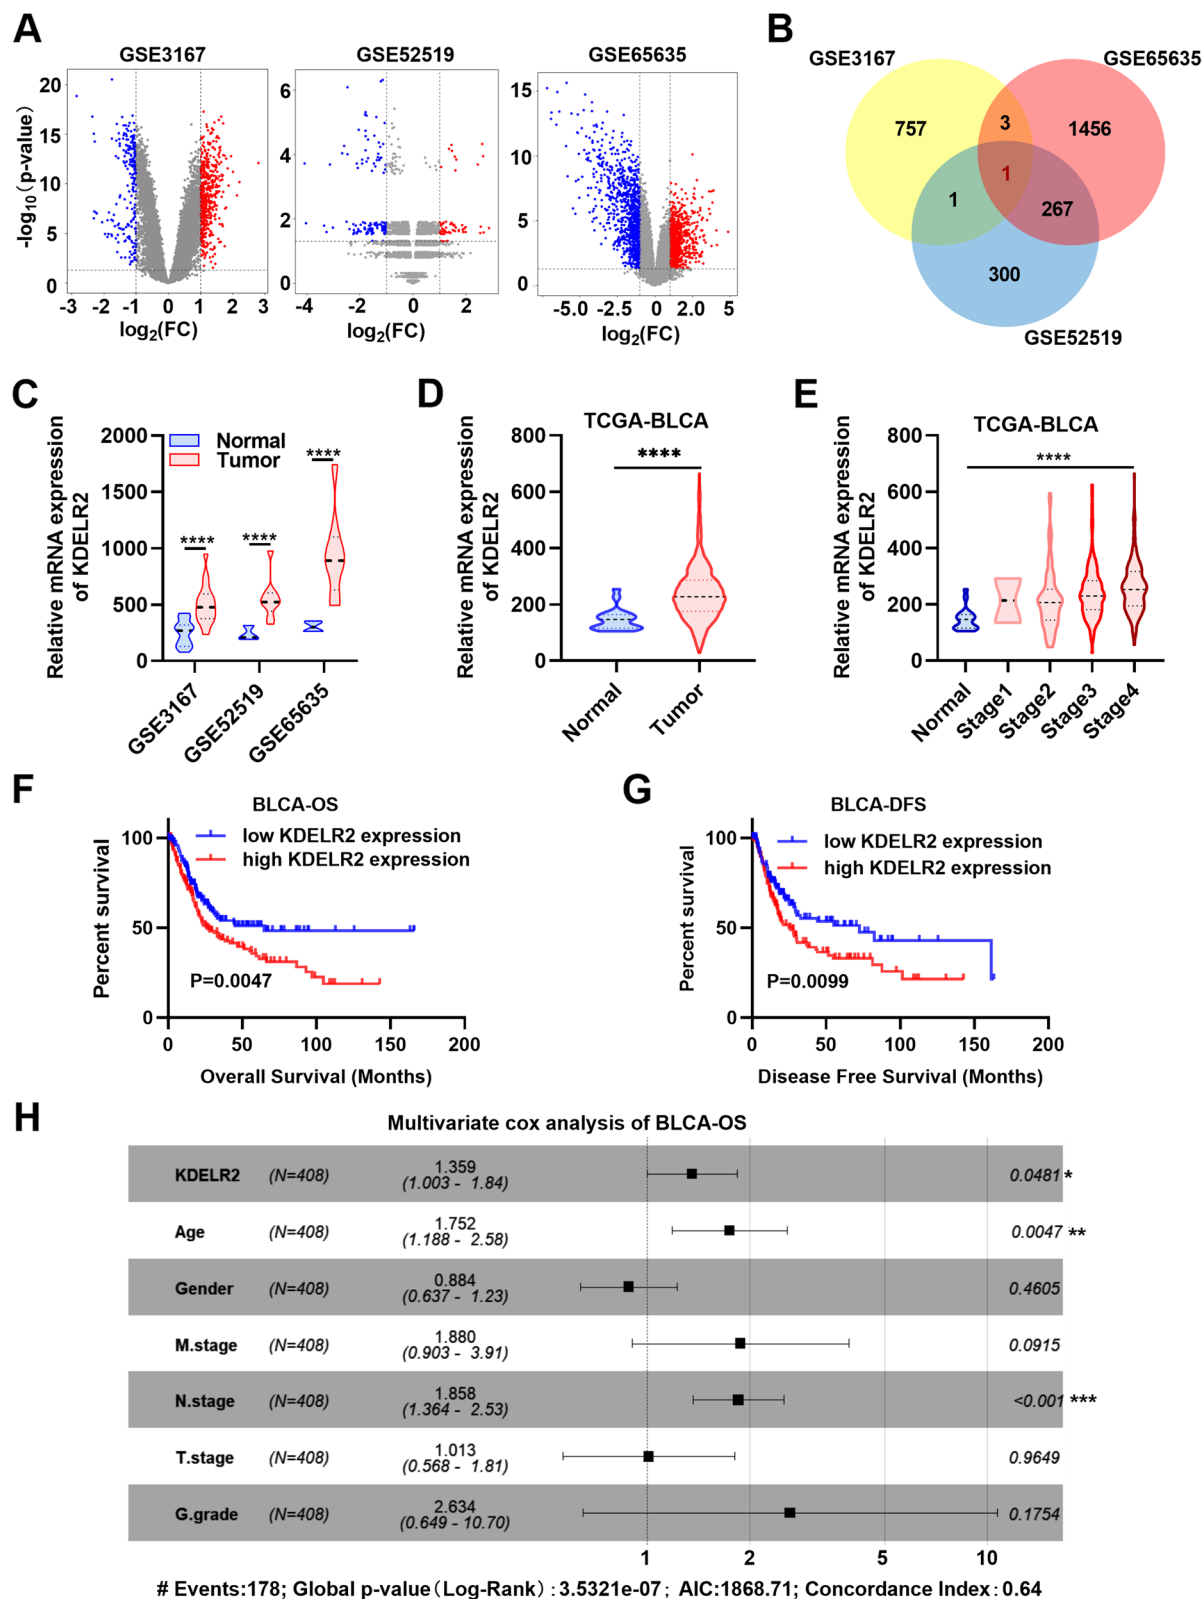 A
GSE3167
GSE52519
GSE65635
-log10(p-value)
20
15
10
5
0
-3 -2 -1 0 1 2 3
log2(FC)
6
4
2
0
-4 -2 0 2
log2(FC)
15
10
5
0
-5.0 -2.5 0 2.0 5
log2(FC)
B
GSE3167
GSE65635
757
3
1456
1
1
267
300
GSE52519
C
Relative mRNA expression
of KDELR2
2000
1500
1000
500
0
Normal
Tumor
****
****
****
GSE3167
GSE52519
GSE65635
D
TCGA-BLCA
Relative mRNA expression
of KDELR2
800
600
400
200
0
****
Normal
Tumor
E
TCGA-BLCA
Relative mRNA expression
of KDELR2
800
600
400
200
0
****
Normal
Stage1
Stage2
Stage3
Stage4
F
BLCA-OS
low KDELR2 expression
high KDELR2 expression
Percent survival
100
50
0
P=0.0047
0 50 100 150 200
Overall Survival (Months)
G
BLCA-DFS
low KDELR2 expression
high KDELR2 expression
Percent survival
100
50
0
P=0.0099
0 50 100 150 200
Disease Free Survival (Months)
H
Multivariate cox analysis of BLCA-OS
KDELR2 (N=408) 1.359 0.0481 *
(1.003 - 1.84)
Age (N=408) 1.752 0.0047 **
(1.188 - 2.58)
Gender (N=408) 0.884 0.4605
(0.637 - 1.23)
M.stage (N=408) 1.880 0.0915
(0.903 - 3.91)
N.stage (N=408) 1.858 <0.001 ***
(1.364 - 2.53)
T.stage (N=408) 1.013 0.9649
(0.568 - 1.81)
G.grade (N=408) 2.634 0.1754
(0.649 - 10.70)
1 2 5 10
# Events:178; Global p-value(Log-Rank):3.5321e-07; AIC:1868.71; Concordance Index:0.64